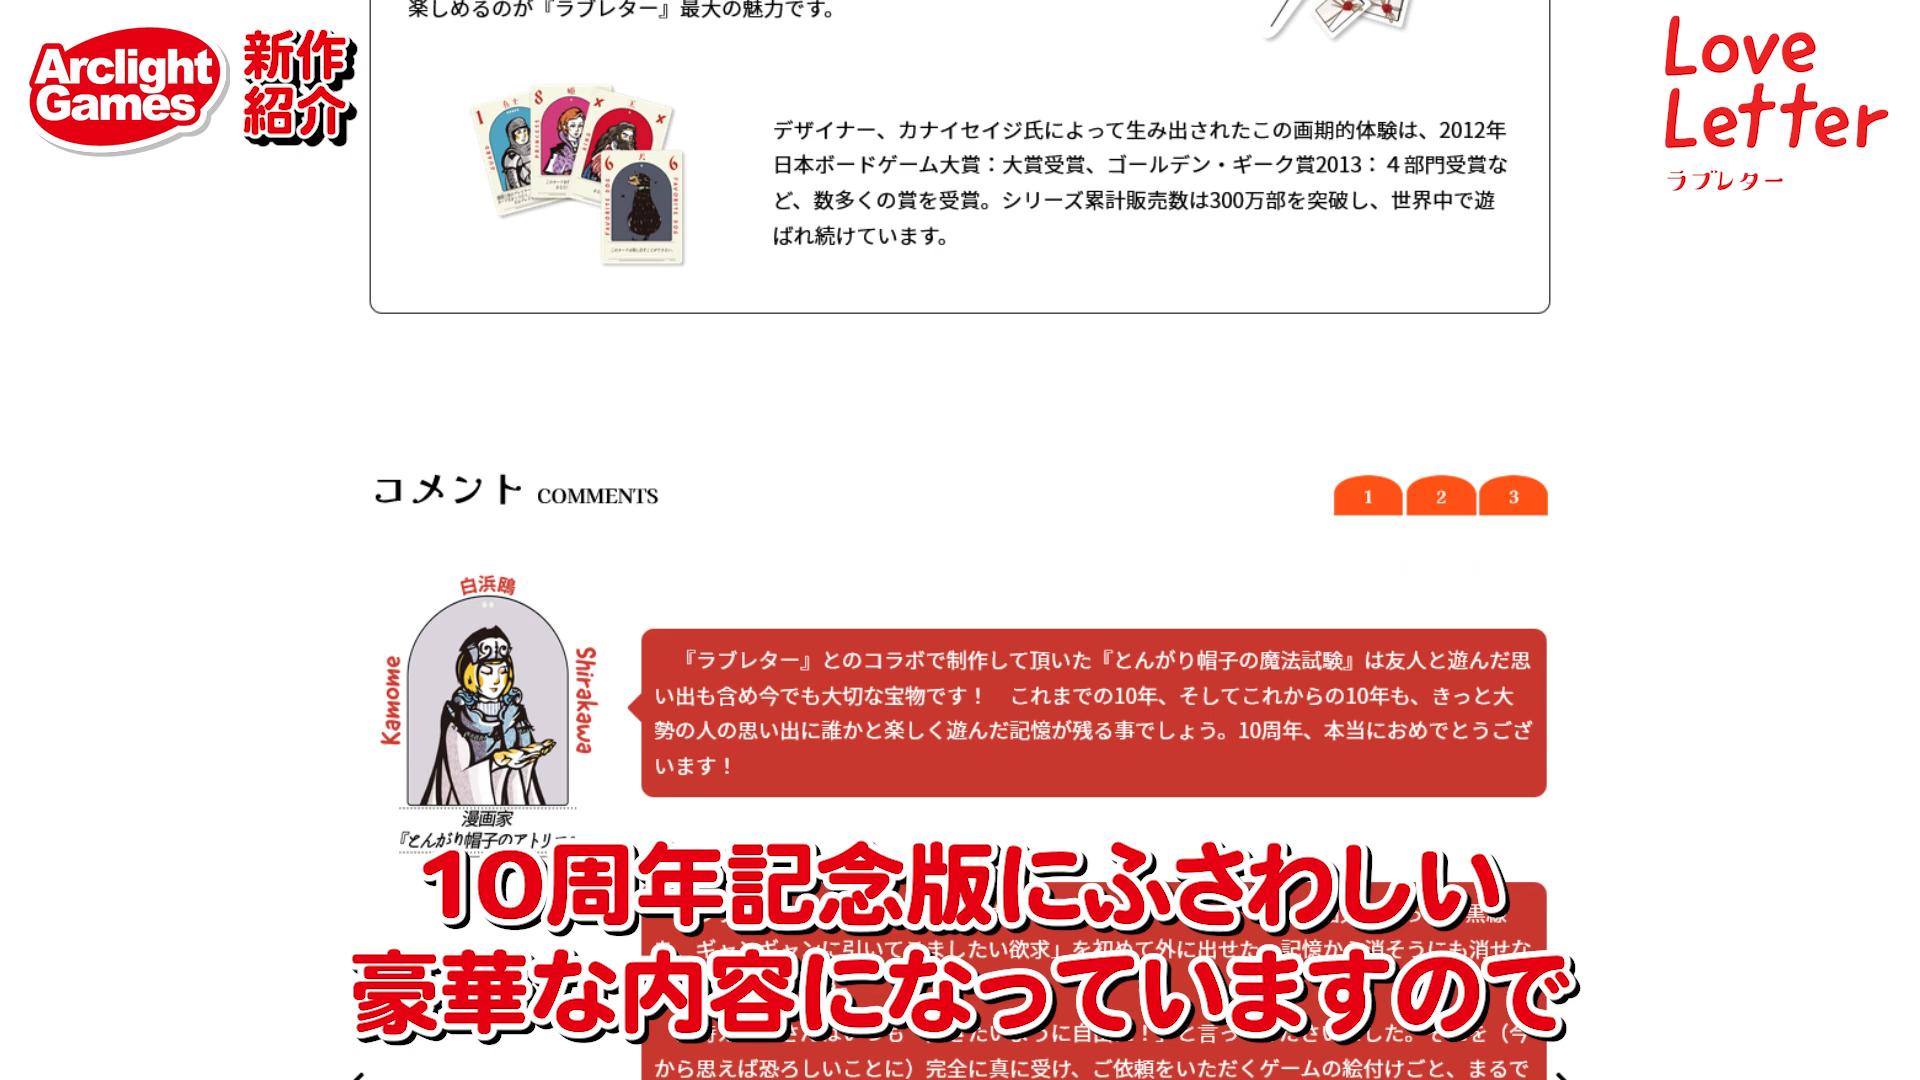 楽しめるのが『ラブレター』最大の魅力です。
Arclight
Games
新作
紹介
Love
Letter
ラブレター
デザイナー、カナイセイジ氏によって生み出されたこの画期的体験は、2012年
日本ボードゲーム大賞：大賞受賞、ゴールデン・ギーク賞2013：４部門受賞な
ど、数多くの賞を受賞。シリーズ累計販売数は300万部を突破し、世界中で遊
ばれ続けています。
1
8
6
6
FAVORITE DOG
コメント COMMENTS
1 2 3
白浜鴎
Kamome
Shirakawa
漫画家
『とんがり帽子のアトリエ
『ラブレター』とのコラボで制作して頂いた『とんがり帽子の魔法試験』は友人と遊んだ思
い出も含め今でも大切な宝物です！　これまでの10年、そしてこれからの10年も、きっと大
勢の人の思い出に誰かと楽しく遊んだ記憶が残る事でしょう。10周年、本当におめでとうござ
います！
10周年記念版にふさわしい
豪華な内容になっていますので
から思えば恐ろしいことに）完全に真に受け、ご依頼をいただくゲームの絵付けごと、まるで